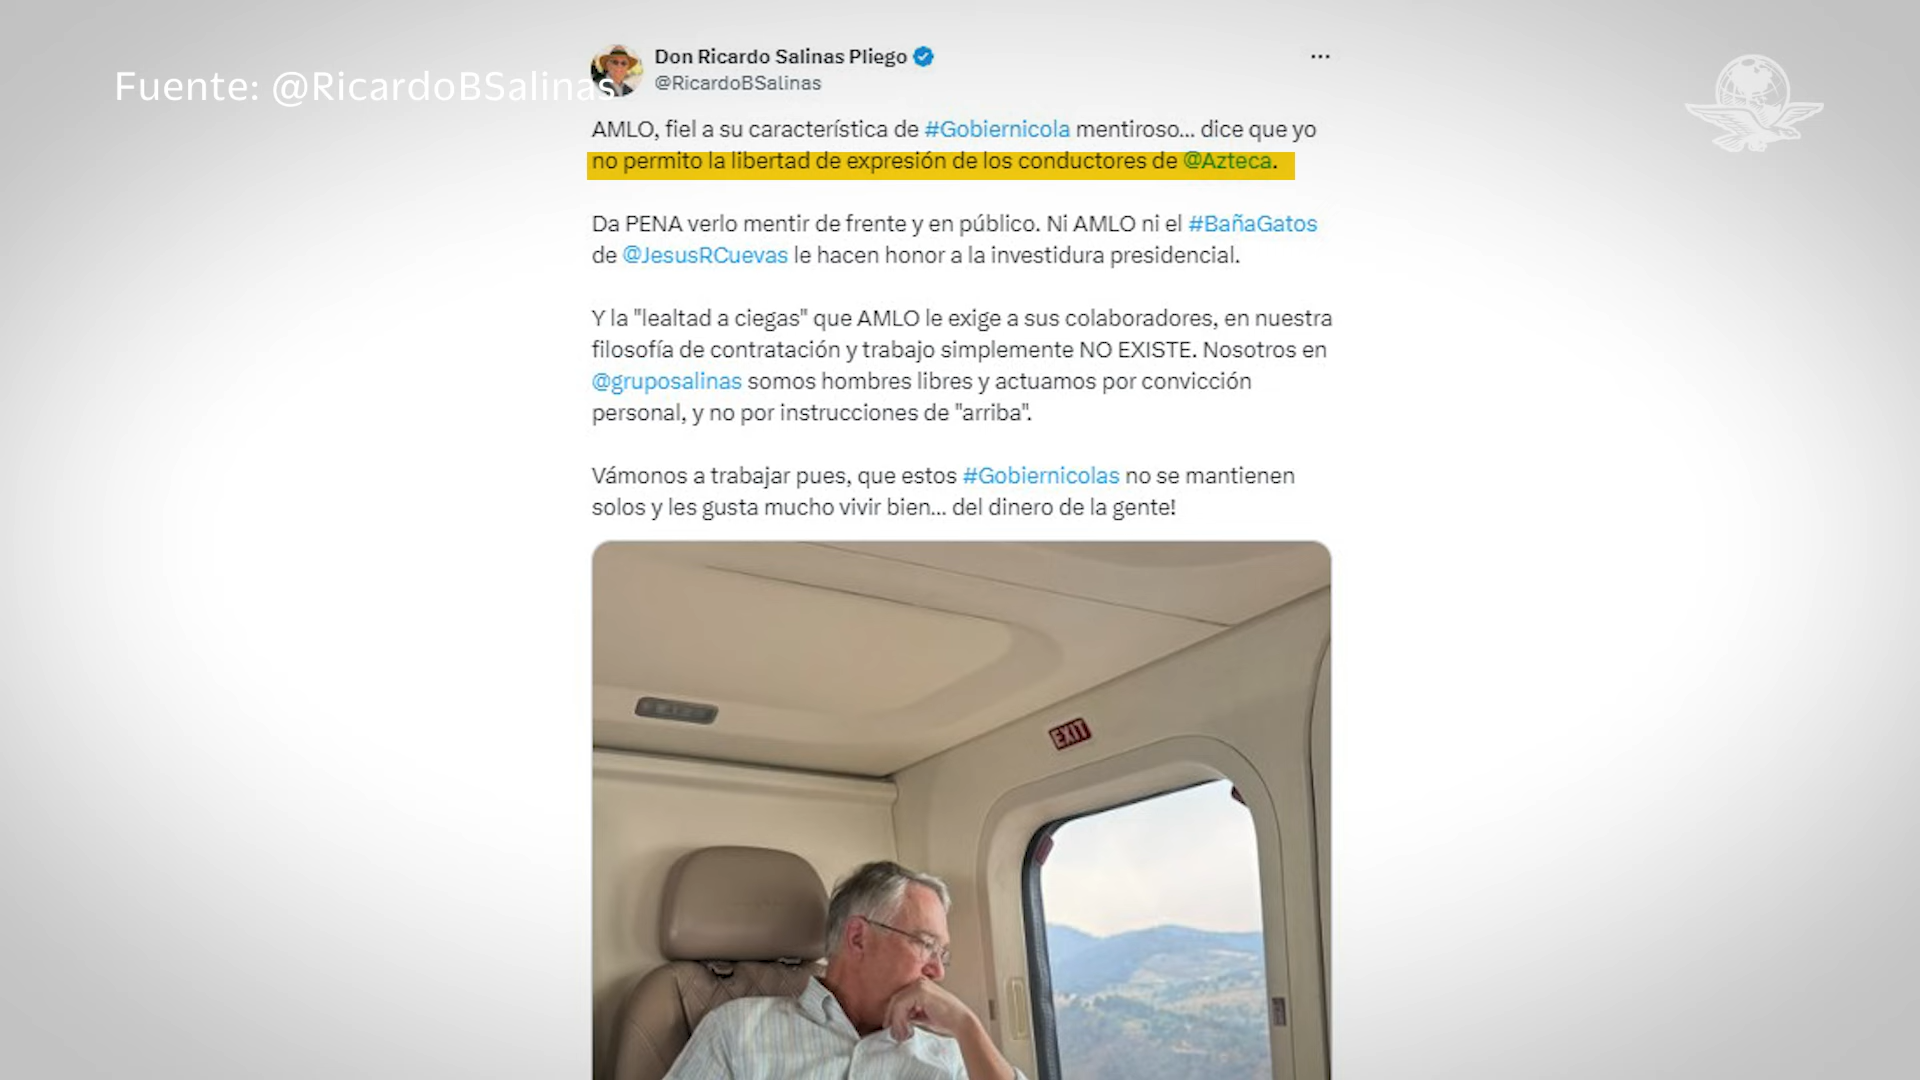 Don Ricardo Salinas Pliego
@RicardoBSalinas
Fuente: @RicardoBSalinas
AMLO, fiel a su característica de #Gobiernicola mentiroso... dice que yo
no permito la libertad de expresión de los conductores de @Azteca.
Da PENA verlo mentir de frente y en público. Ni AMLO ni el #BañaGatos
de @JesusRCuevas le hacen honor a la investidura presidencial.
Y la "lealtad a ciegas" que AMLO le exige a sus colaboradores, en nuestra
filosofía de contratación y trabajo simplemente NO EXISTE. Nosotros en
@gruposalinas somos hombres libres y actuamos por convicción
personal, y no por instrucciones de "arriba".
Vámonos a trabajar pues, que estos #Gobiernicolas no se mantienen
solos y les gusta mucho vivir bien... del dinero de la gente!
EXIT